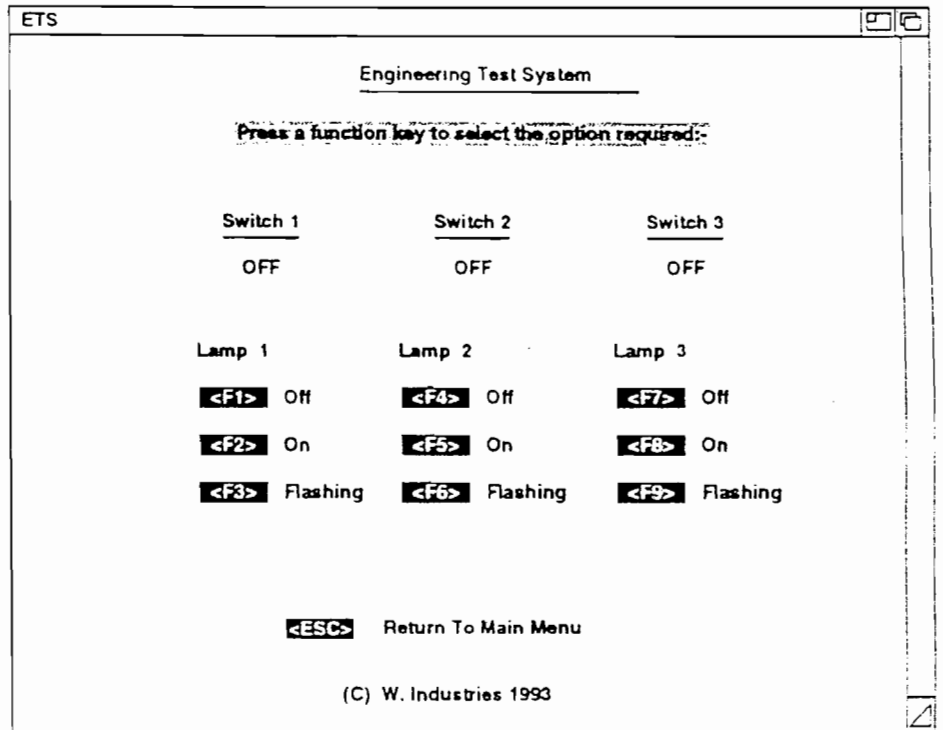 ETS
Engineering Test System
Press a function key to select the option required:-
Switch 1 Switch 2 Switch 3
OFF OFF OFF
Lamp 1 Lamp 2 Lamp 3
<F1> Off <F4> Off <F7> Off
<F2> On <F5> On <F8> On
<F3> Flashing <F6> Flashing <F9> Flashing
<ESC> Return To Main Menu
(C) W. Industries 1993